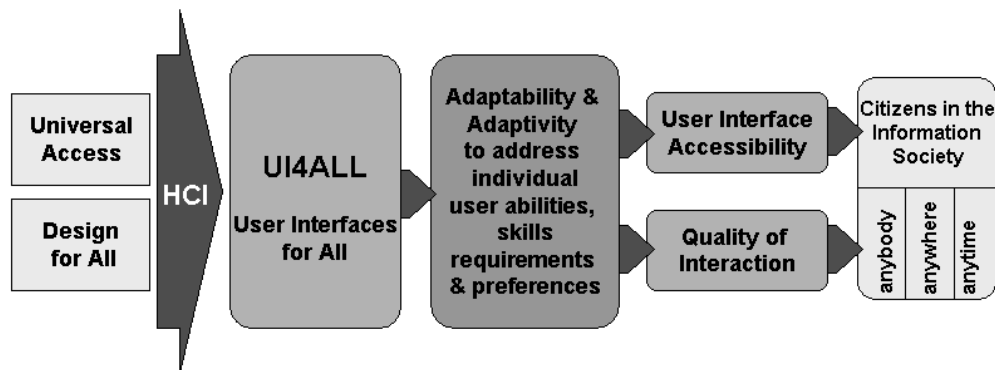 Universal
Access
Design
for All
HCI
UI4ALL
User Interfaces
for All
Adaptability &
Adaptivity
to address
individual
user abilities,
skills
requirements
& preferences
User Interface
Accessibility
Quality of
Interaction
Citizens in the
Information
Society
anybody
anywhere
anytime